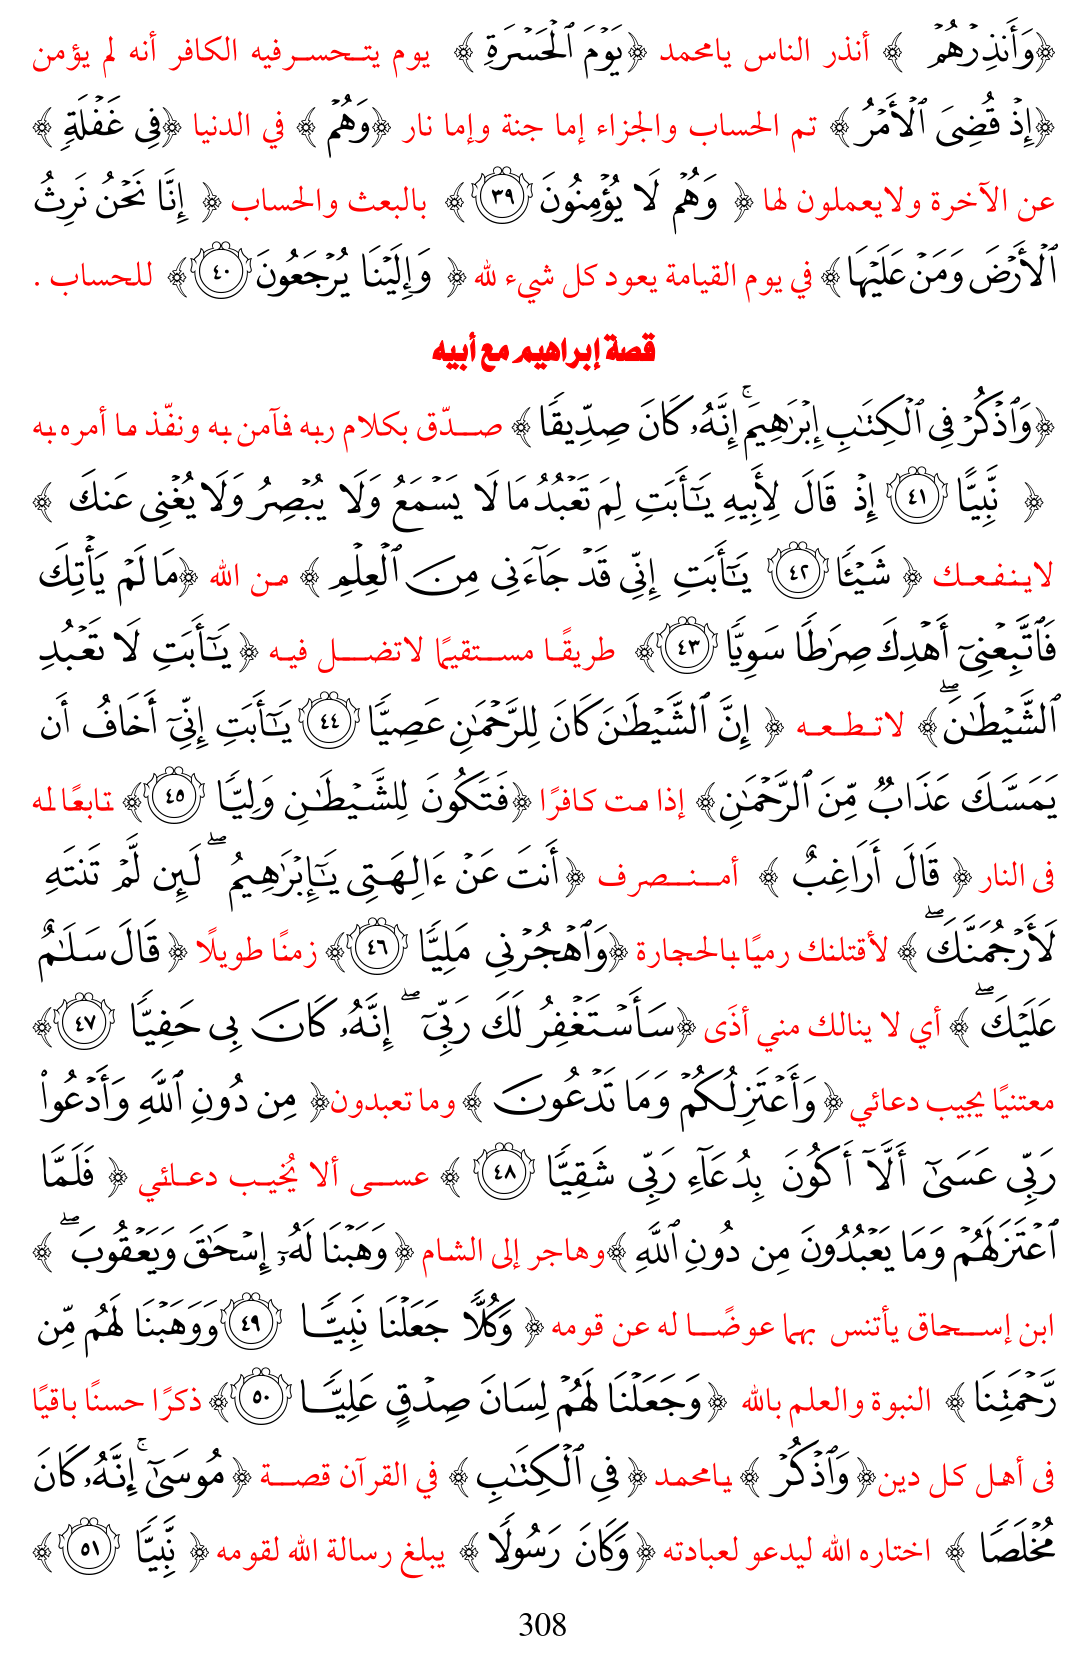 ﴿وَأَنذِرْهُمْ ﴾ أنذر الناس يامحمد ﴿يَوْمَ ٱلْحَسْرَةِ ﴾ يوم يتحسرفيه الكافر أنه لم يؤمن
﴿إِذْ قُضِىَ ٱلْأَمْرُ﴾ تم الحساب والجزاء إما جنة وإما نار ﴿وَهُمْ ﴾ في الدنيا ﴿فِى غَفْلَةٍ ﴾
عن الآخرة ولايعملون لها ﴿ وَهُمْ لَا يُؤْمِنُونَ ٣٩﴾ بالبعث والحساب ﴿ إِنَّا نَحْنُ نَرِثُ
ٱلْأَرْضَ وَمَنْ عَلَيْهَا﴾ في يوم القيامة يعود كل شيء لله ﴿ وَإِلَيْنَا يُرْجَعُونَ ٤٠﴾ للحساب .
قصة إبراهيم مع أبيه
﴿وَٱذْكُرْ فِى ٱلْكِتَٰبِ إِبْرَٰهِيمَ ۚ إِنَّهُۥ كَانَ صِدِّيقًا ﴾ صدّق بكلام ربه فآمن به ونفّذ ما أمره به
﴿ نَّبِيًّا ٤١ إِذْ قَالَ لِأَبِيهِ يَٰٓأَبَتِ لِمَ تَعْبُدُ مَا لَا يَسْمَعُ وَلَا يُبْصِرُ وَلَا يُغْنِى عَنكَ ﴾
لاينفعك ﴿ شَيْـًٔا ٤٢ يَٰٓأَبَتِ إِنِّى قَدْ جَآءَنِى مِنَ ٱلْعِلْمِ ﴾ من الله ﴿مَا لَمْ يَأْتِكَ
فَٱتَّبِعْنِىٓ أَهْدِكَ صِرَٰطًا سَوِيًّا ٤٣﴾ طريقًا مستقيمًا لاتضل فيه ﴿ يَٰٓأَبَتِ لَا تَعْبُدِ
ٱلشَّيْطَٰنَ ۖ﴾ لاتطعه ﴿ إِنَّ ٱلشَّيْطَٰنَ كَانَ لِلرَّحْمَٰنِ عَصِيًّا ٤٤ يَٰٓأَبَتِ إِنِّىٓ أَخَافُ أَن
يَمَسَّكَ عَذَابٌ مِّنَ ٱلرَّحْمَٰنِ﴾ إذا مت كافرًا ﴿فَتَكُونَ لِلشَّيْطَٰنِ وَلِيًّا ٤٥﴾ تابعًا له
فى النار ﴿ قَالَ أَرَاغِبٌ ﴾ أمنصرف ﴿أَنتَ عَنْ ءَالِهَتِى يَٰٓإِبْرَٰهِيمُ ۖ لَئِن لَّمْ تَنتَهِ
لَأَرْجُمَنَّكَ ۖ﴾ لأقتلنك رميًا بالحجارة ﴿وَٱهْجُرْنِى مَلِيًّا ٤٦﴾ زمنًا طويلًا ﴿ قَالَ سَلَٰمٌ
عَلَيْكَ ۖ﴾ أي لا ينالك مني أذَى ﴿سَأَسْتَغْفِرُ لَكَ رَبِّىٓ ۖ إِنَّهُۥ كَانَ بِى حَفِيًّا ٤٧﴾
معتنيًا يجيب دعائي ﴿وَأَعْتَزِلُكُمْ وَمَا تَدْعُونَ ﴾ وما تعبدون﴿ مِن دُونِ ٱللَّهِ وَأَدْعُوا۟
رَبِّى عَسَىٰٓ أَلَّآ أَكُونَ بِدُعَآءِ رَبِّى شَقِيًّا ٤٨ ﴾ عسى ألا يُخيب دعائي ﴿ فَلَمَّا
ٱعْتَزَلَهُمْ وَمَا يَعْبُدُونَ مِن دُونِ ٱللَّهِ ﴾وهاجر إلى الشام ﴿وَهَبْنَا لَهُۥٓ إِسْحَٰقَ وَيَعْقُوبَ ۖ ﴾
ابن إسحاق يأتنس بهما عوضًا له عن قومه ﴿ وَكُلًّا جَعَلْنَا نَبِيًّا ٤٩ وَوَهَبْنَا لَهُم مِّن
رَّحْمَتِنَا ﴾ النبوة والعلم بالله ﴿وَجَعَلْنَا لَهُمْ لِسَانَ صِدْقٍ عَلِيًّا ٥٠﴾ ذكرًا حسنًا باقيًا
فى أهل كل دين﴿ وَٱذْكُرْ ﴾ يامحمد ﴿فِي ٱلْكِتَٰبِ ﴾ في القرآن قصة ﴿ مُوسَىٰٓ ۚ إِنَّهُۥ كَانَ
مُخْلَصًا ﴾ اختاره الله ليدعو لعبادته ﴿وَكَانَ رَسُولًا ﴾ يبلغ رسالة الله لقومه ﴿ نَّبِيًّا ٥١﴾
308